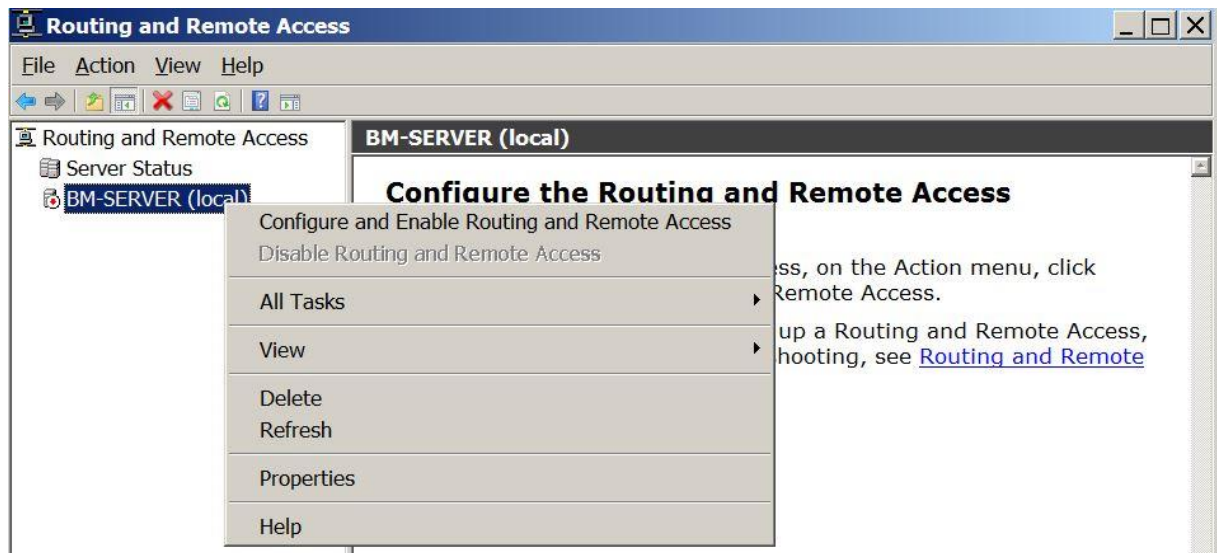 Routing and Remote Access
File Action View Help
Routing and Remote Access
Server Status
BM-SERVER (local)
BM-SERVER (local)
Configure the Routing and Remote Access
ess, on the Action menu, click
Remote Access.
up a Routing and Remote Access,
hooting, see Routing and Remote
Configure and Enable Routing and Remote Access
Disable Routing and Remote Access
All Tasks
View
Delete
Refresh
Properties
Help